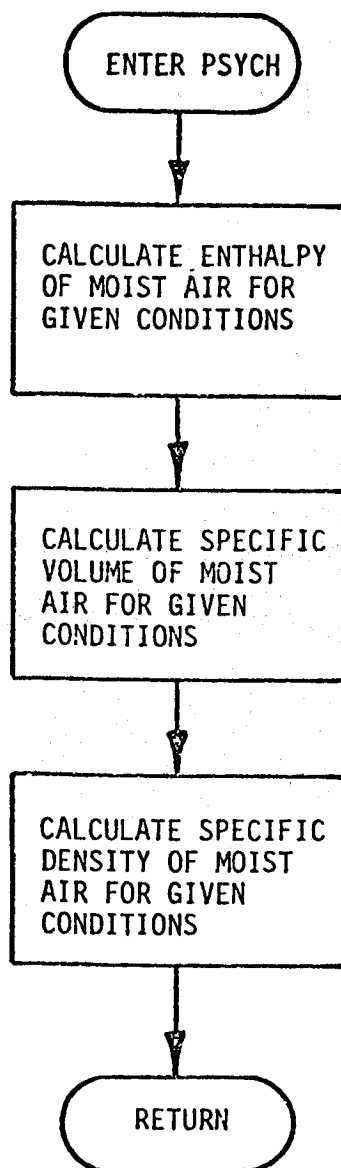 ENTER PSYCH
CALCULATE ENTHALPY
OF MOIST AIR FOR
GIVEN CONDITIONS
CALCULATE SPECIFIC
VOLUME OF MOIST
AIR FOR GIVEN
CONDITIONS
CALCULATE SPECIFIC
DENSITY OF MOIST
AIR FOR GIVEN
CONDITIONS
RETURN